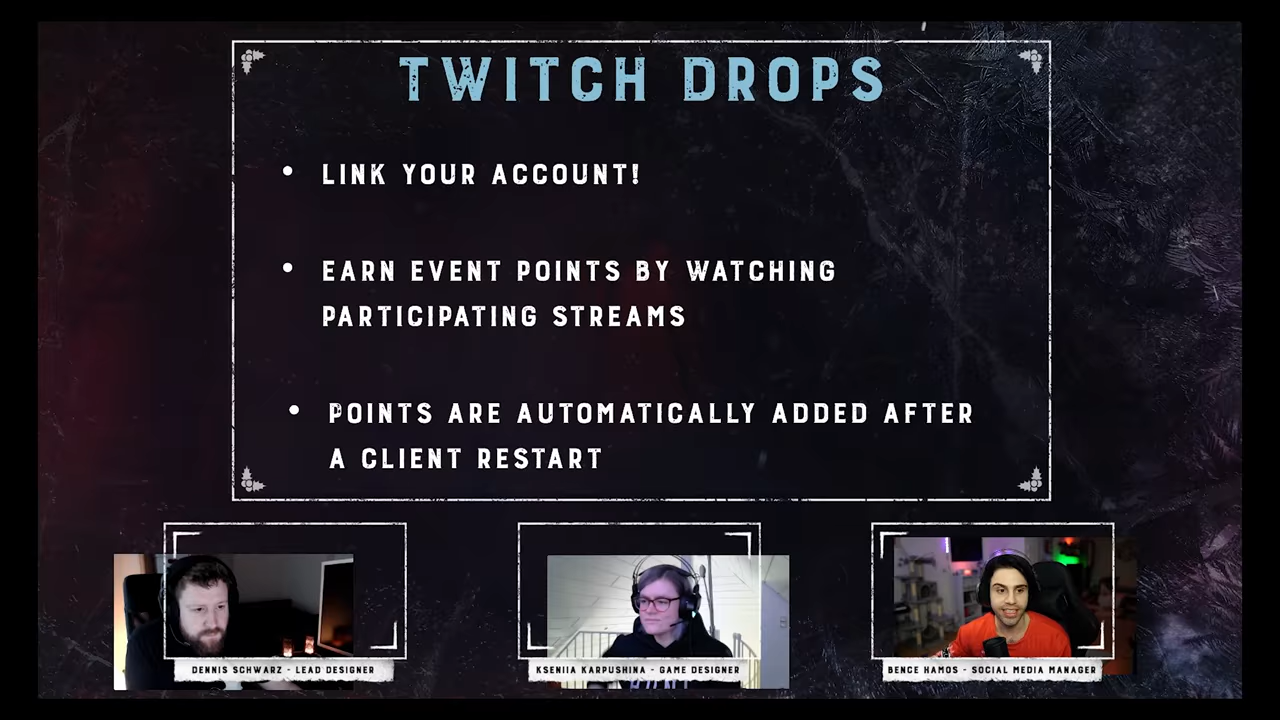 TWITCH DROPS
• LINK YOUR ACCOUNT!
• EARN EVENT POINTS BY WATCHING
PARTICIPATING STREAMS
• POINTS ARE AUTOMATICALLY ADDED AFTER
A CLIENT RESTART
DENNIS SCHWARZ - LEAD DESIGNER
KSENIIA KARPUSHINA - GAME DESIGNER
BENCE HAMOS - SOCIAL MEDIA MANAGER